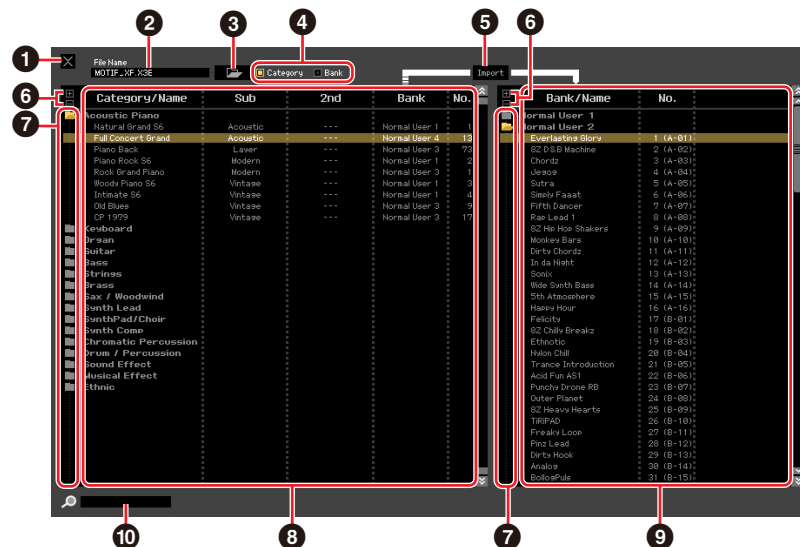 2 3 4 5 6
1 File Name
MOTIF_XF.X3E Category Bank Import
6 Category/Name Sub 2nd Bank No. Bank/Name No.
7 Acoustic Piano Normal User 1
Natural Grand S6 Acoustic --- Normal User 1 1 Normal User 2
Full Concert Grand Acoustic --- Normal User 4 13 Everlasting Glory 1 (A-01)
Piano Back Layer --- Normal User 3 73 8Z D&B Machine 2 (A-02)
Piano Rock S6 Modern --- Normal User 1 2 Chordz 3 (A-03)
Rock Grand Piano Modern --- Normal User 3 1 Jegog 4 (A-04)
Woody Piano S6 Vintage --- Normal User 1 3 Sutra 5 (A-05)
Intimate S6 Vintage --- Normal User 1 4 Simply Faaat 6 (A-06)
Old Blues Vintage --- Normal User 3 9 Fifth Dancer 7 (A-07)
CP 1979 Vintage --- Normal User 3 17 Rap Lead 1 8 (A-08)
Keyboard 8Z Hip Hop Shakers 9 (A-09)
Organ Monkey Bars 10 (A-10)
Guitar Dirty Chordz 11 (A-11)
Bass In da Night 12 (A-12)
Strings Sonix 13 (A-13)
Brass Wide Synth Bass 14 (A-14)
Sax / Woodwind 5th Atmosphere 15 (A-15)
Synth Lead Happy Hour 16 (A-16)
SynthPad/Choir Felicity 17 (B-01)
Synth Comp 8Z Chilly Breakz 18 (B-02)
Chromatic Percussion Ethnotic 19 (B-03)
Drum / Percussion Nylon Chill 20 (B-04)
Sound Effect Trance Introduction 21 (B-05)
Musical Effect Acid Fun AS1 22 (B-06)
Ethnic Punchy Drone RB 23 (B-07)
Outer Planet 24 (B-08)
8Z Heavy Hearts 25 (B-09)
TiRiPAD 26 (B-10)
Freaky Loop 27 (B-11)
Pinz Lead 28 (B-12)
Dirty Hook 29 (B-13)
Analog 30 (B-14)
BollogPuls 31 (B-15)
10 8 7 9